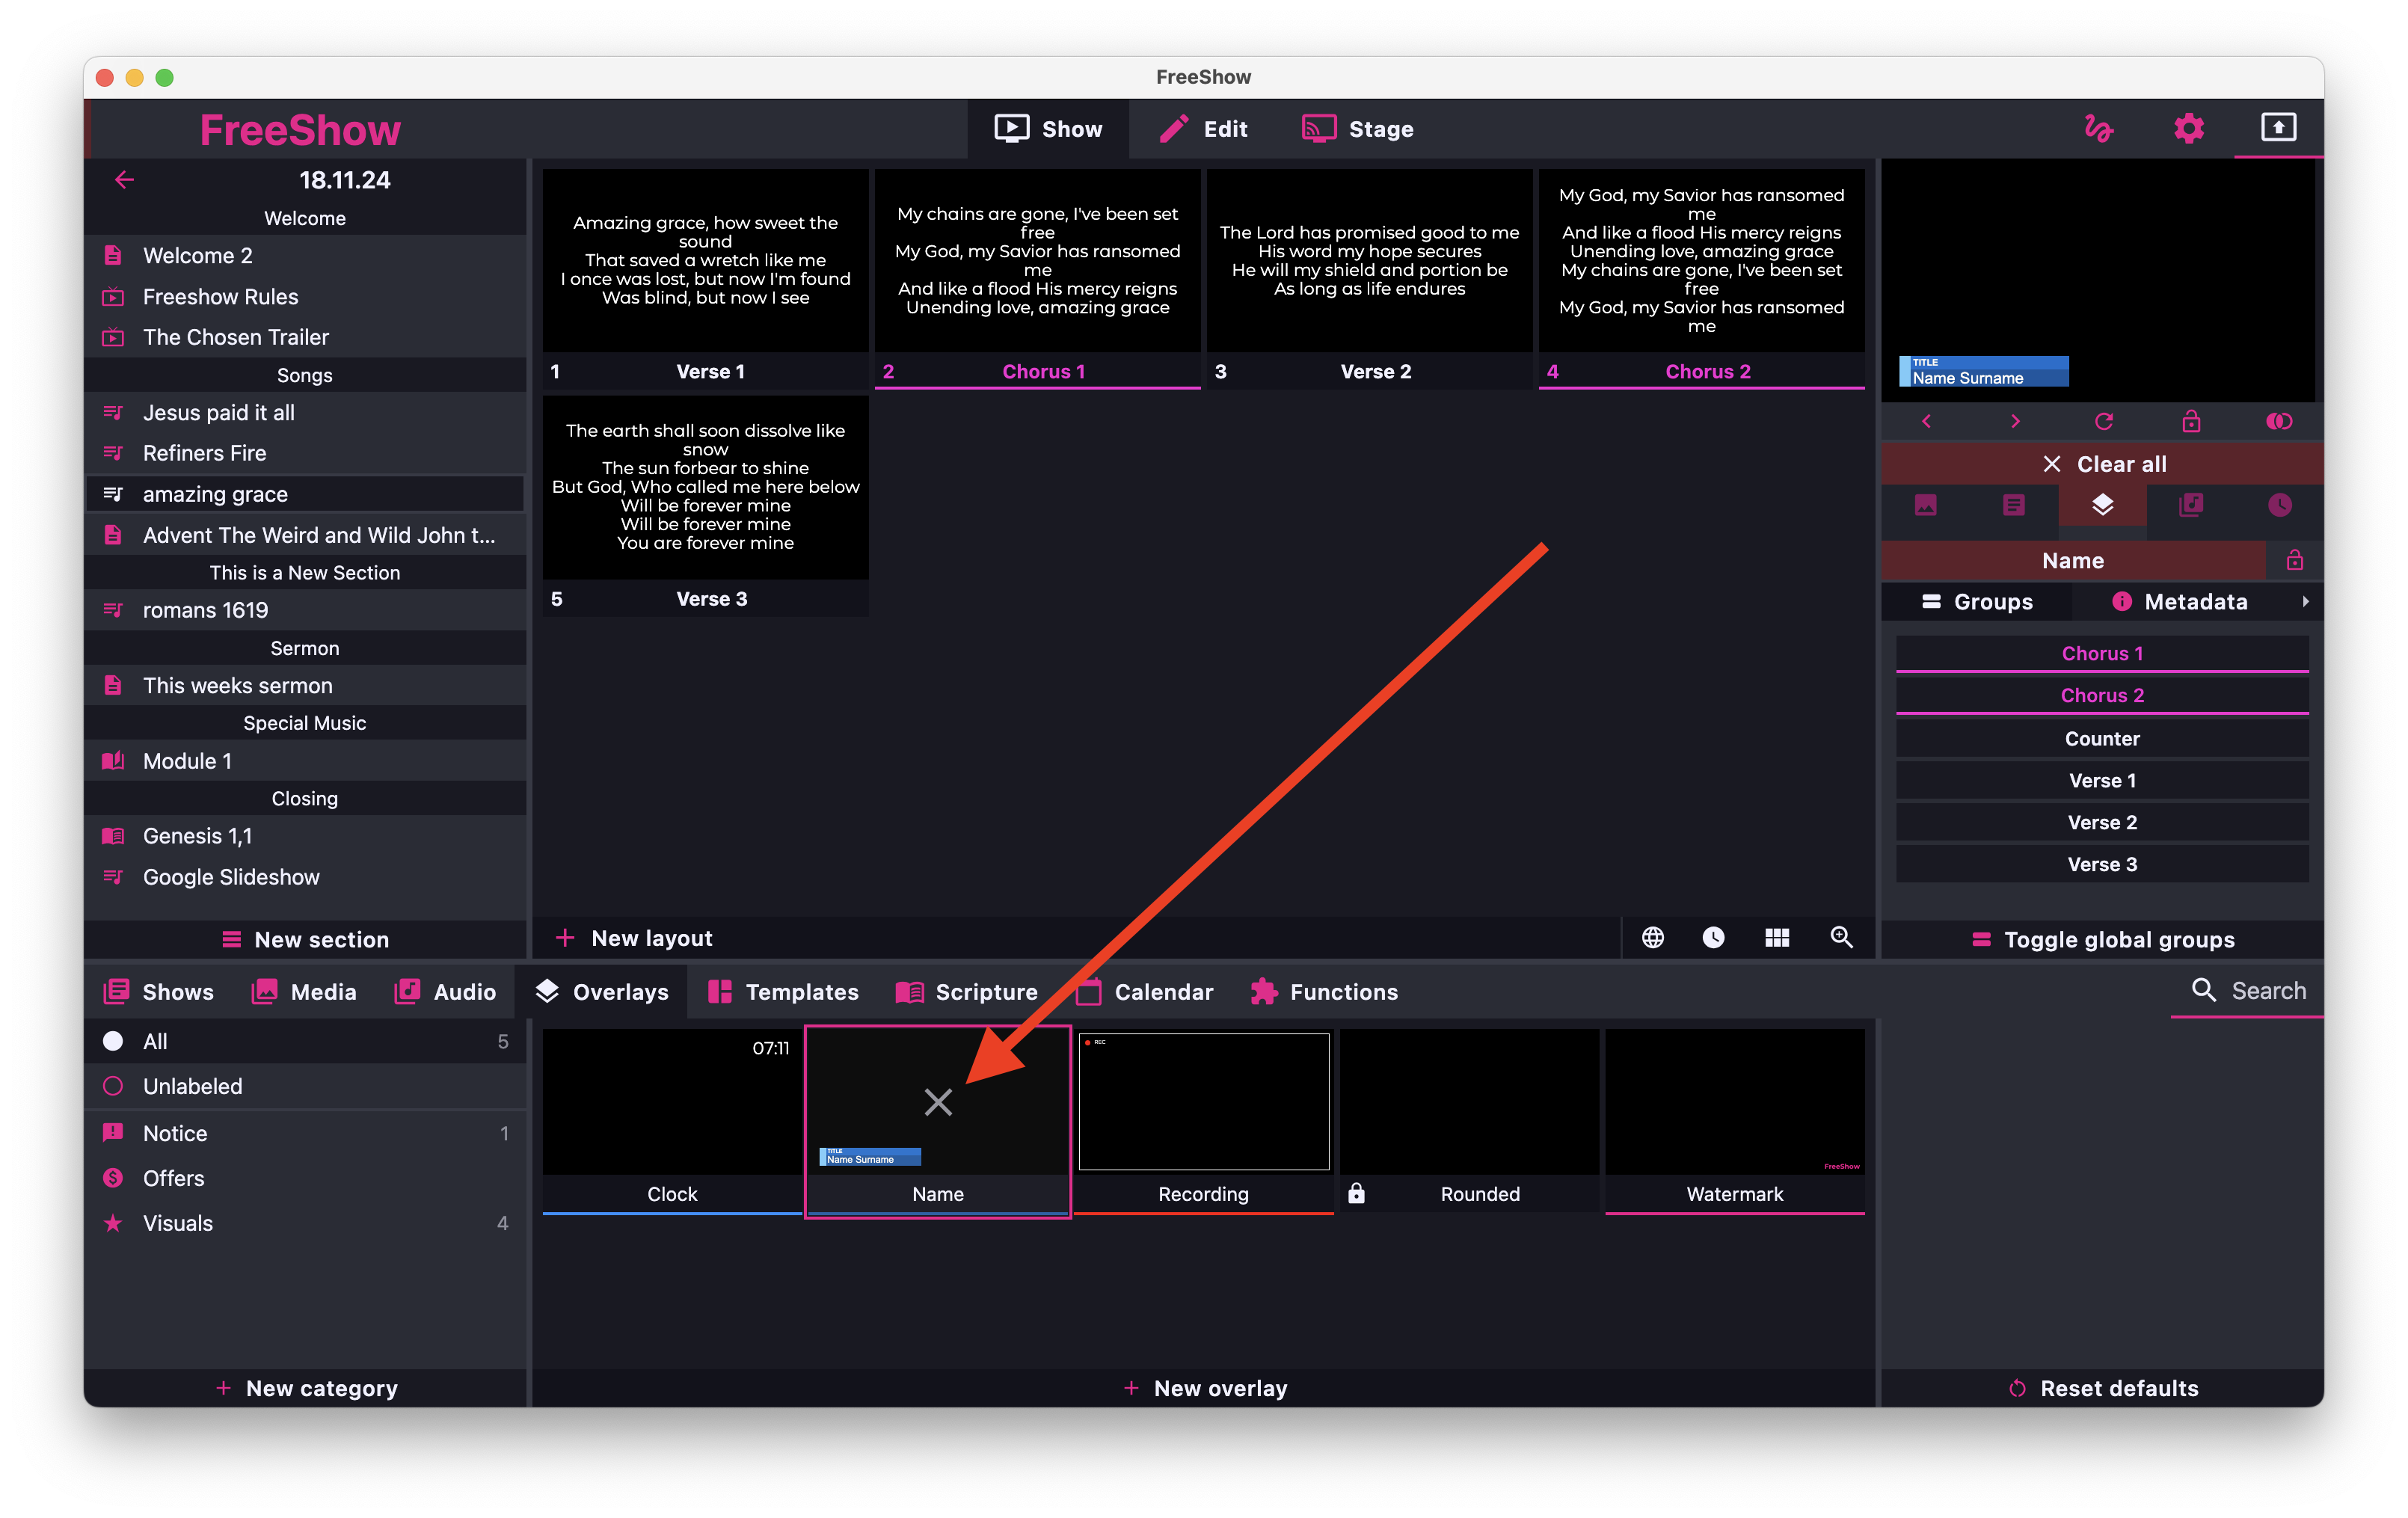 FreeShow
FreeShow
Show
Edit
Stage
18.11.24
Welcome
Welcome 2
Freeshow Rules
The Chosen Trailer
Songs
Jesus paid it all
Refiners Fire
amazing grace
Advent The Weird and Wild John t...
This is a New Section
romans 1619
Sermon
This weeks sermon
Special Music
Module 1
Closing
Genesis 1,1
Google Slideshow
New section
Amazing grace, how sweet the
sound
That saved a wretch like me
I once was lost, but now I'm found
Was blind, but now I see
1 Verse 1
My chains are gone, I've been set
free
My God, my Savior has ransomed
me
And like a flood His mercy reigns
Unending love, amazing grace
2 Chorus 1
The Lord has promised good to me
His word my hope secures
He will my shield and portion be
As long as life endures
3 Verse 2
My God, my Savior has ransomed
me
And like a flood His mercy reigns
Unending love, amazing grace
My chains are gone, I've been set
free
My God, my Savior has ransomed
me
4 Chorus 2
The earth shall soon dissolve like
snow
The sun forbear to shine
But God, Who called me here below
Will be forever mine
Will be forever mine
You are forever mine
5 Verse 3
New layout
TITLE
Name Surname
Clear all
Name
Groups
Metadata
Chorus 1
Chorus 2
Counter
Verse 1
Verse 2
Verse 3
Toggle global groups
Shows
Media
Audio
Overlays
Templates
Scripture
Calendar
Functions
Search
All 5
Unlabeled
Notice 1
Offers
Visuals 4
New category
07:11
Clock
TITLE
Name Surname
Name
REC
Recording
Rounded
FreeShow
Watermark
New overlay
Reset defaults